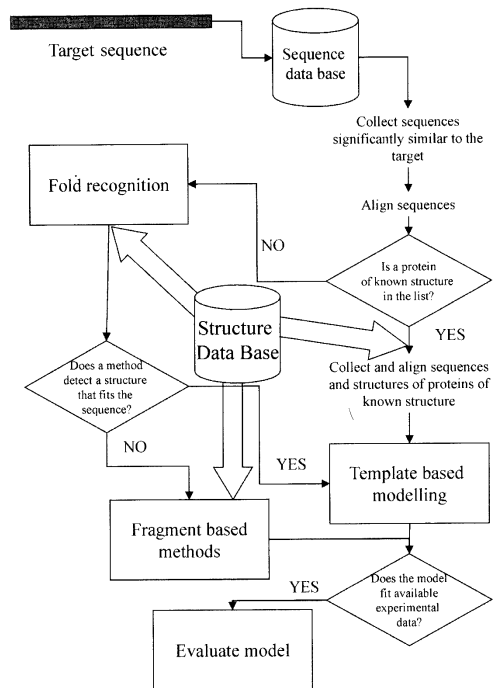 Target sequence
Sequence
data base
Collect sequences
significantly similar to the
target
Align sequences
Fold recognition
NO
Is a protein
of known structure
in the list?
YES
Structure
Data Base
Does a method
detect a structure
that fits the
sequence?
Collect and align sequences
and structures of proteins of
known structure
NO
YES
Template based
modelling
Fragment based
methods
Does the model
fit available
experimental
data?
YES
Evaluate model